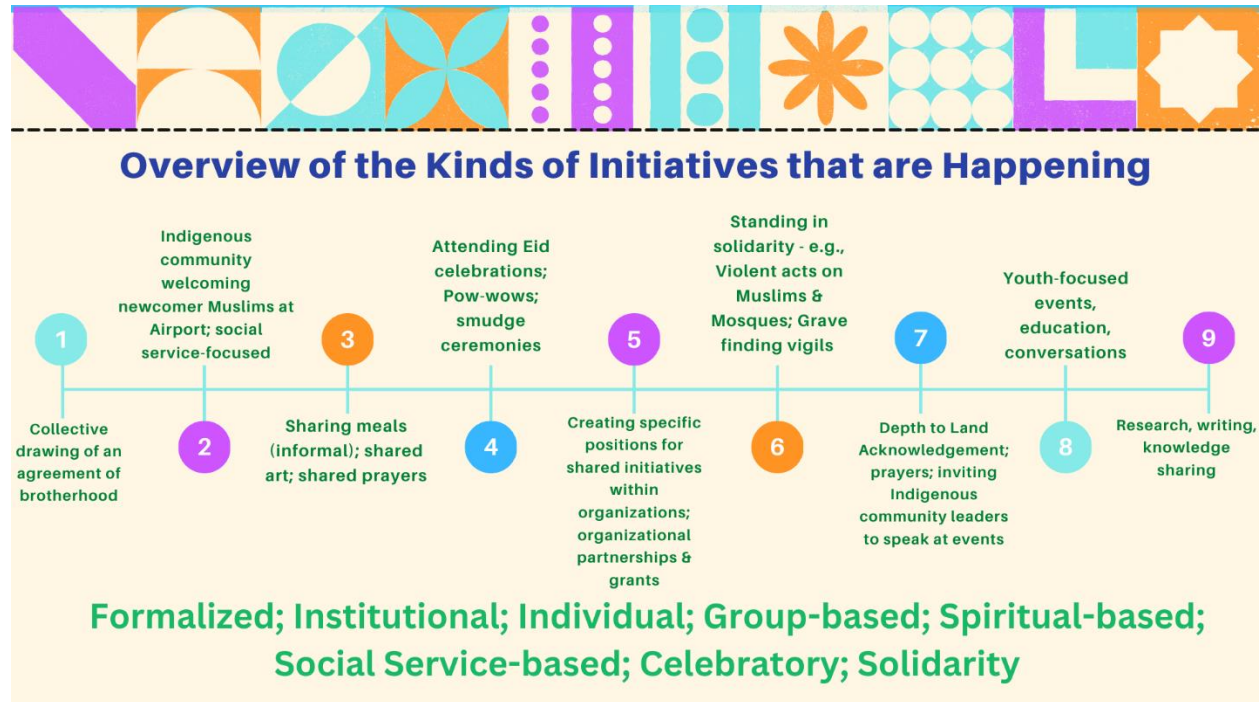 Overview of the Kinds of Initiatives that are Happening
1
Collective
drawing of an
agreement of
brotherhood
Indigenous
community
welcoming
newcomer Muslims at
Airport; social
service-focused
2
3
Sharing meals
(informal); shared
art; shared prayers
Attending Eid
celebrations;
Pow-wows;
smudge
ceremonies
4
5
Creating specific
positions for
shared initiatives
within
organizations;
organizational
partnerships &
grants
Standing in
solidarity - e.g.,
Violent acts on
Muslims &
Mosques; Grave
finding vigils
6
7
Depth to Land
Acknowledgement;
prayers; inviting
Indigenous
community leaders
to speak at events
Youth-focused
events,
education,
conversations
8
9
Research, writing,
knowledge
sharing
Formalized; Institutional; Individual; Group-based; Spiritual-based;
Social Service-based; Celebratory; Solidarity